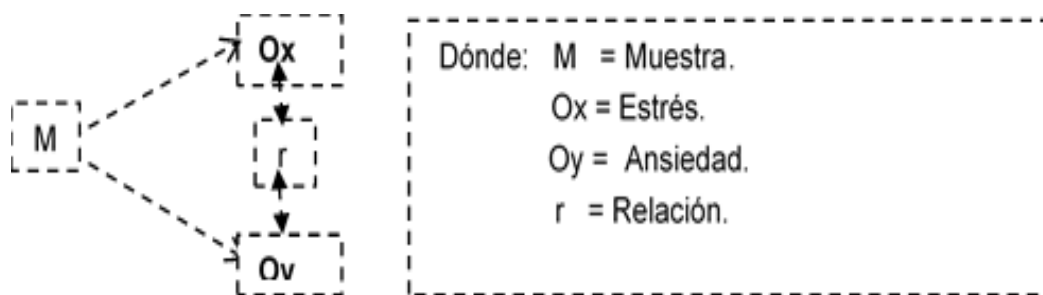 Ox
M
r
Oy
Dónde: M = Muestra.
Ox = Estrés.
Oy = Ansiedad.
r = Relación.